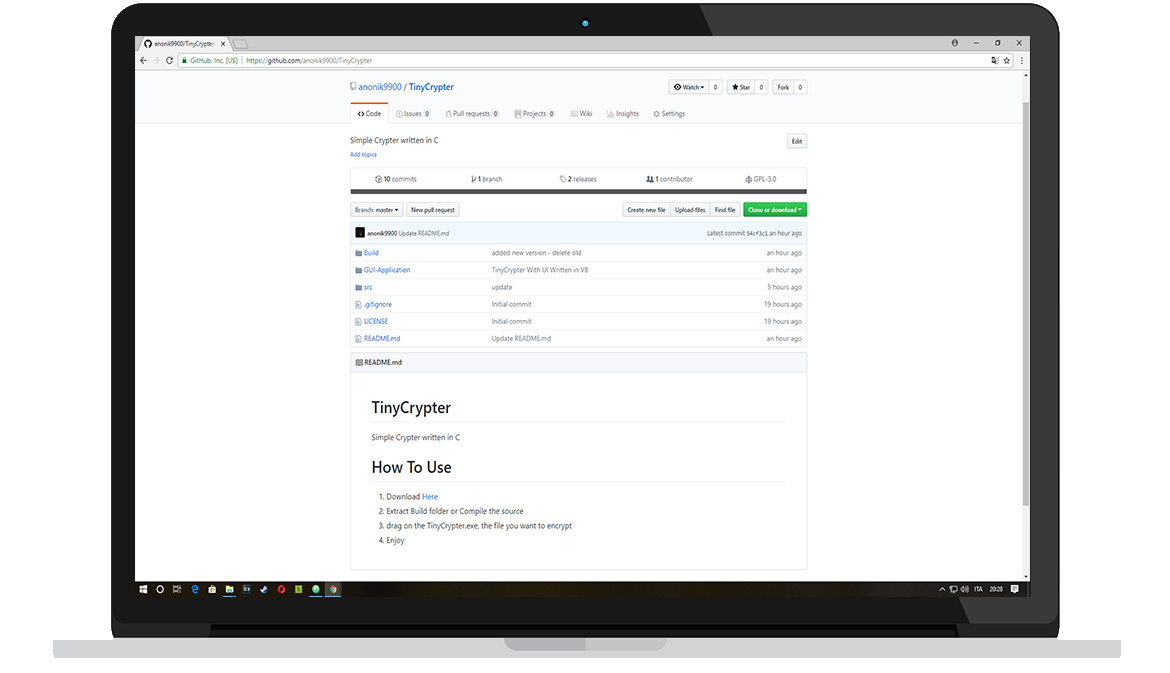 anonik9900/TinyCrypter
GitHub, Inc. [US] https://github.com/anonik9900/TinyCrypter
anonik9900 / TinyCrypter
Watch 0 Star 0 Fork 0
Code Issues 0 Pull requests 0 Projects 0 Wiki Insights Settings
Simple Crypter written in C Edit
Add topics
10 commits 1 branch 2 releases 1 contributor GPL-3.0
Branch: master New pull request Create new file Upload files Find file Clone or download
anonik9900 Update README.md Latest commit 54cf3c1 an hour ago
Build added new version - delete old an hour ago
GUI-Application TinyCrypter With UI Written in VB an hour ago
src update 5 hours ago
.gitignore Initial commit 19 hours ago
LICENSE Initial commit 19 hours ago
README.md Update README.md an hour ago
README.md
TinyCrypter
Simple Crypter written in C
How To Use
1. Download Here
2. Extract Build folder or Compile the source
3. drag on the TinyCrypter.exe, the file you want to encrypt
4. Enjoy
ITA 20:28